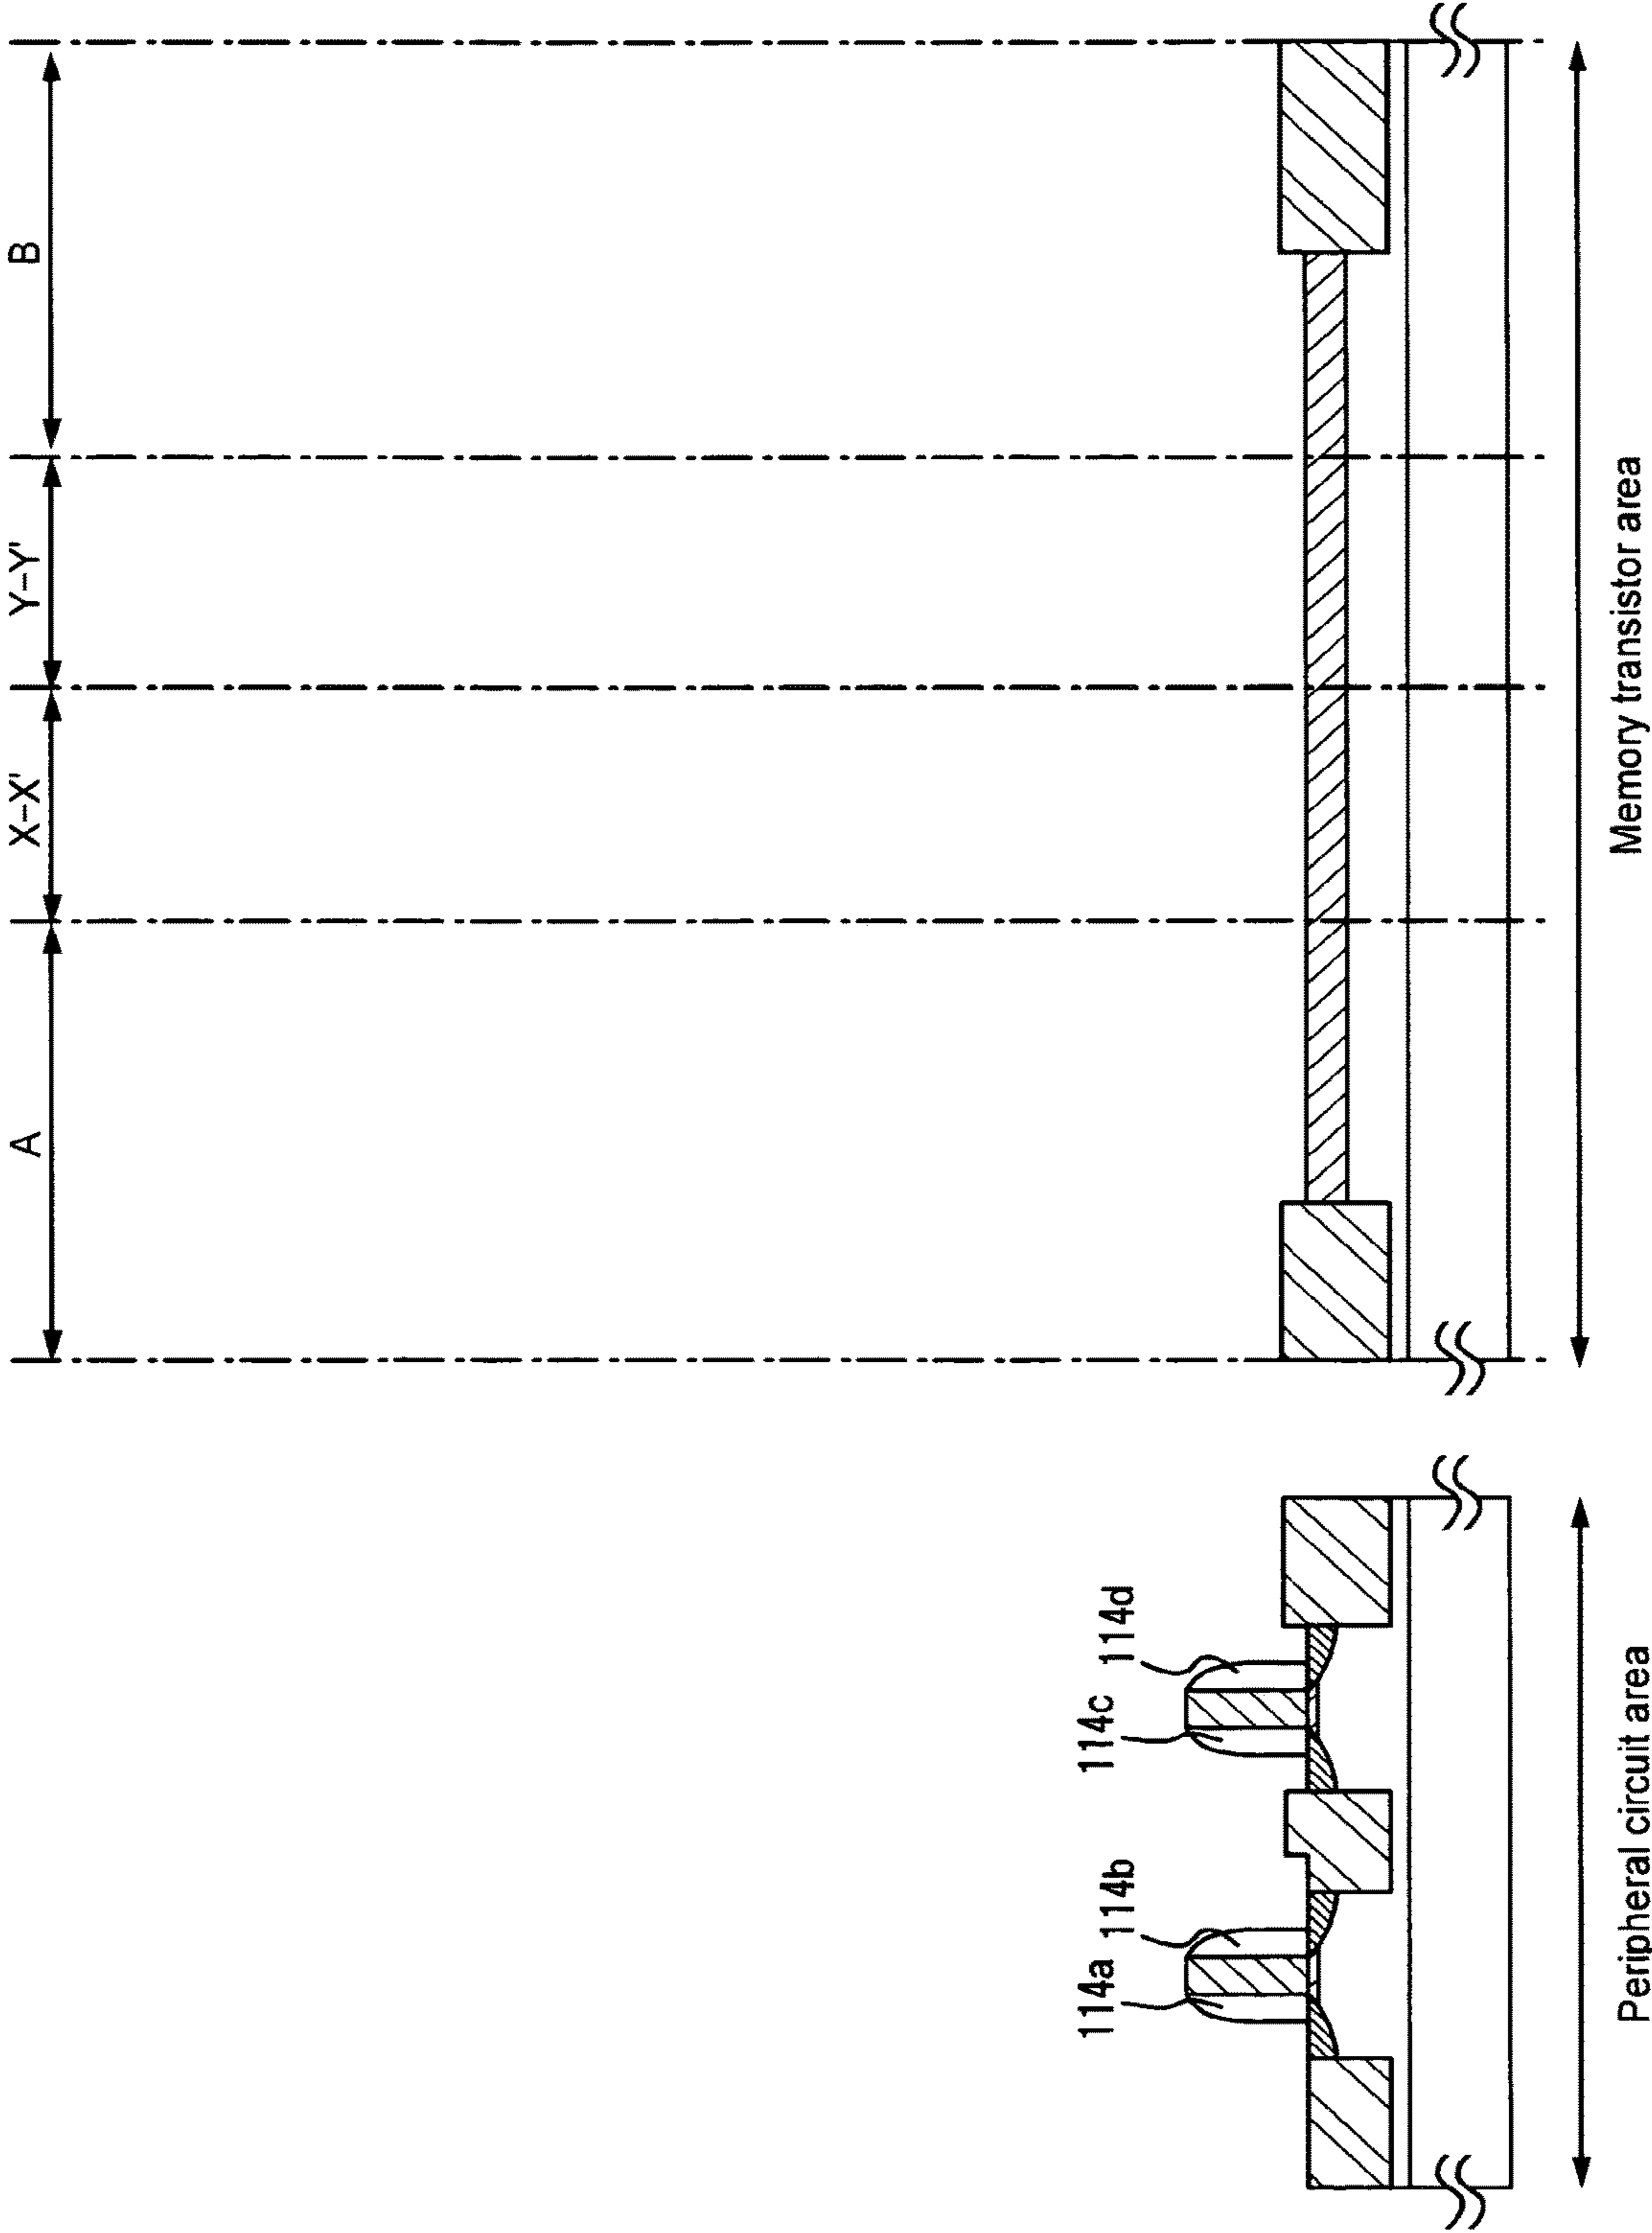 A
X-X'
Y-Y'
B
114a
114b
114c
114d
Peripheral circuit area
Memory transistor area